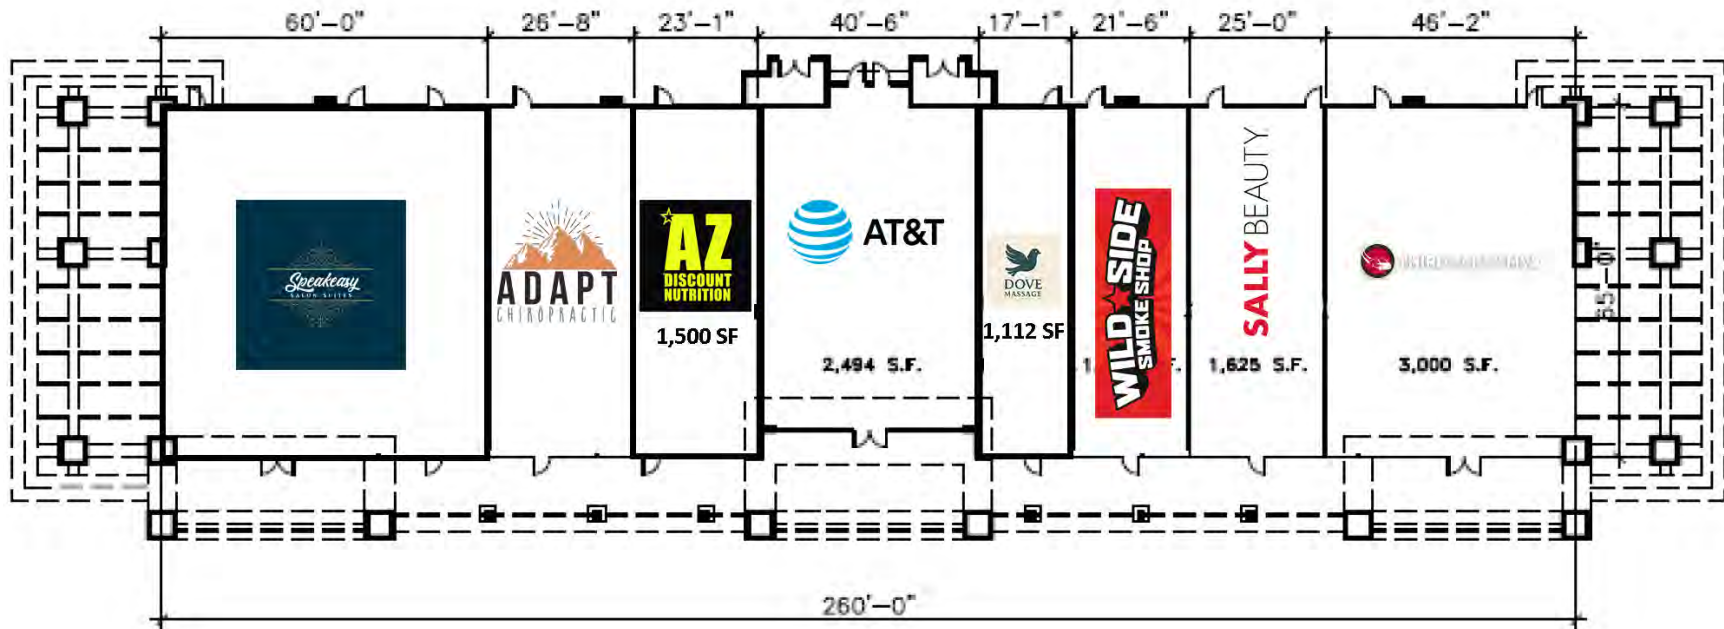 60'-0" 26'-8" 23'-1" 40'-6" 17'-1" 21'-6" 25'-0" 46'-2"
Speakeasy
SALON SUITES
ADAPT
CHIROPRACTIC
AZ
DISCOUNT
NUTRITION
1,500 SF
AT&T
2,494 S.F.
DOVE
MASSAGE
1,112 SF
WILD SIDE
SMOKE SHOP
SALLY BEAUTY
1,625 S.F.
3,000 S.F.
65'-0"
260'-0"